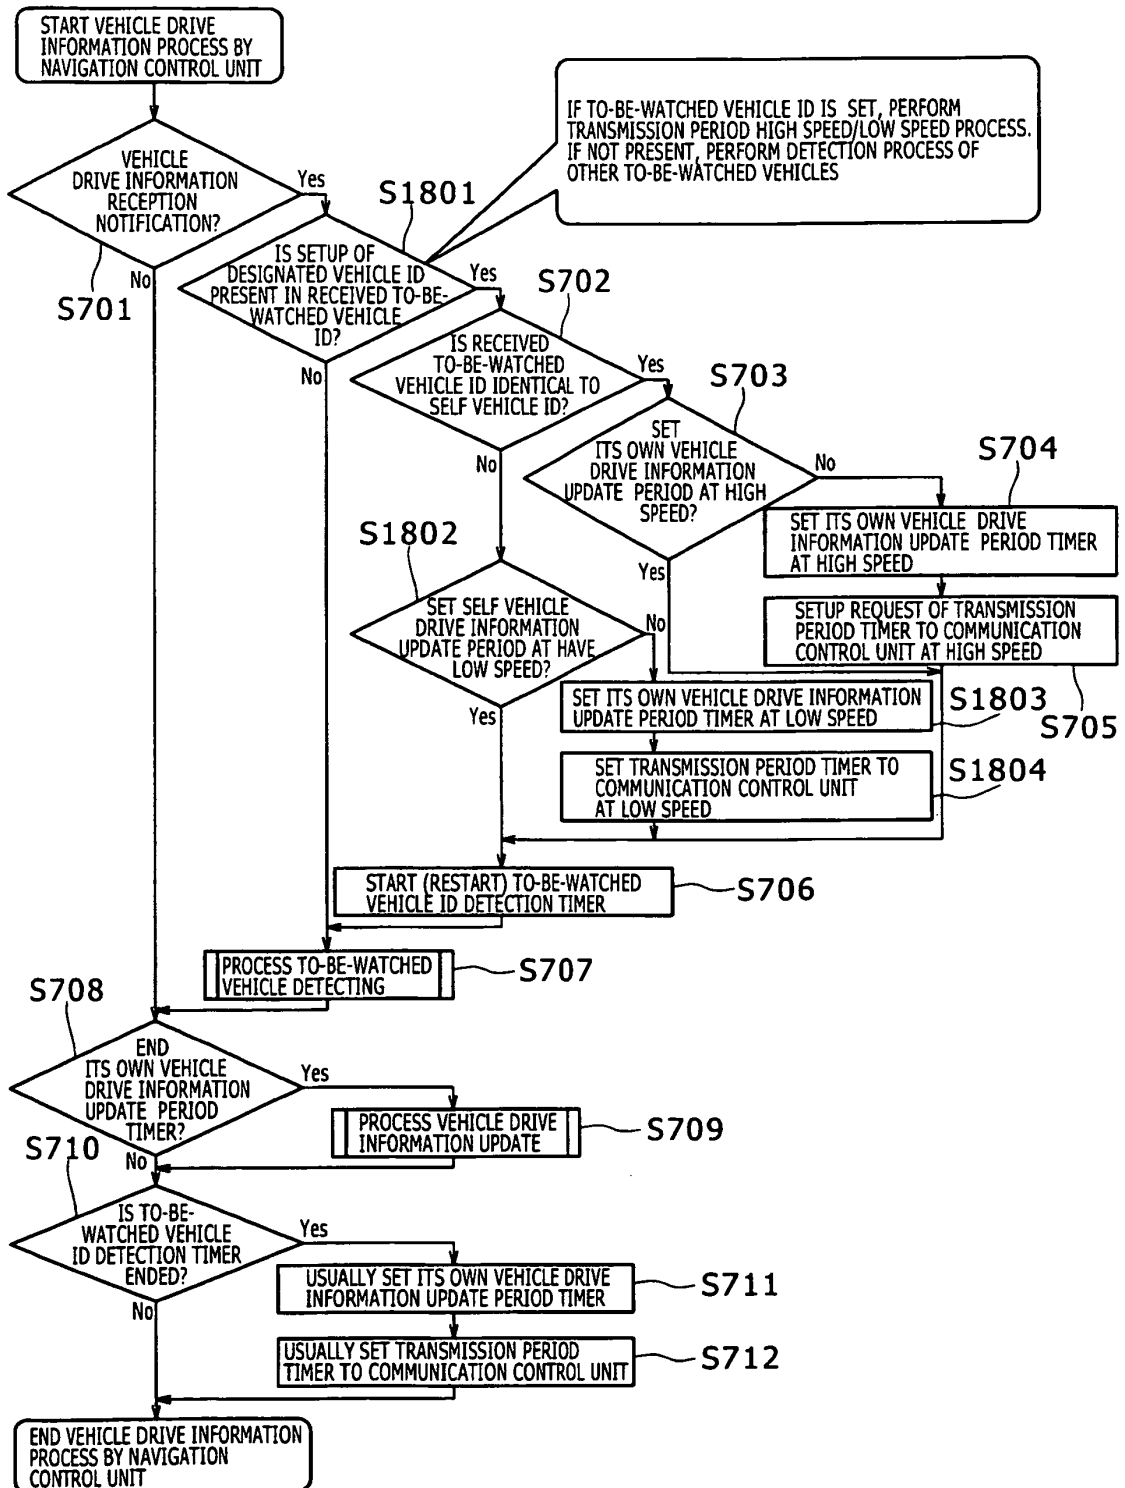 START VEHICLE DRIVE
INFORMATION PROCESS BY
NAVIGATION CONTROL UNIT
IF TO-BE-WATCHED VEHICLE ID IS SET, PERFORM
TRANSMISSION PERIOD HIGH SPEED/LOW SPEED PROCESS.
IF NOT PRESENT, PERFORM DETECTION PROCESS OF
OTHER TO-BE-WATCHED VEHICLES
VEHICLE
DRIVE INFORMATION
RECEPTION
NOTIFICATION?
Yes
No
S701
S1801
IS SETUP OF
DESIGNATED VEHICLE ID
PRESENT IN RECEIVED TO-BE-
WATCHED VEHICLE
ID?
Yes
No
S702
IS RECEIVED
TO-BE-WATCHED
VEHICLE ID IDENTICAL TO
SELF VEHICLE ID?
Yes
No
S703
SET
ITS OWN VEHICLE
DRIVE INFORMATION
UPDATE PERIOD AT HIGH
SPEED?
No
Yes
S704
SET ITS OWN VEHICLE DRIVE
INFORMATION UPDATE PERIOD TIMER
AT HIGH SPEED
SETUP REQUEST OF TRANSMISSION
PERIOD TIMER TO COMMUNICATION
CONTROL UNIT AT HIGH SPEED
S705
S1802
SET SELF VEHICLE
DRIVE INFORMATION
UPDATE PERIOD AT HAVE
LOW SPEED?
No
Yes
SET ITS OWN VEHICLE DRIVE INFORMATION
UPDATE PERIOD TIMER AT LOW SPEED
S1803
SET TRANSMISSION PERIOD TIMER TO
COMMUNICATION CONTROL UNIT
AT LOW SPEED
S1804
START (RESTART) TO-BE-WATCHED
VEHICLE ID DETECTION TIMER
S706
PROCESS TO-BE-WATCHED
VEHICLE DETECTING
S707
S708
END
ITS OWN VEHICLE
DRIVE INFORMATION
UPDATE PERIOD
TIMER?
Yes
No
PROCESS VEHICLE DRIVE
INFORMATION UPDATE
S709
S710
IS TO-BE-
WATCHED VEHICLE
ID DETECTION TIMER
ENDED?
Yes
No
USUALLY SET ITS OWN VEHICLE DRIVE
INFORMATION UPDATE PERIOD TIMER
S711
USUALLY SET TRANSMISSION PERIOD
TIMER TO COMMUNICATION CONTROL UNIT
S712
END VEHICLE DRIVE INFORMATION
PROCESS BY NAVIGATION
CONTROL UNIT